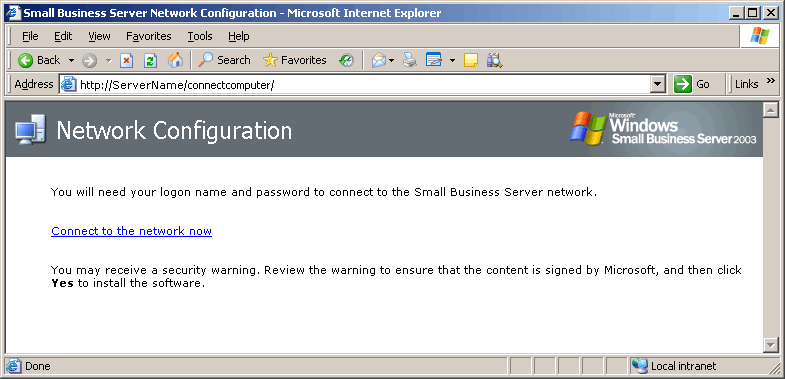 Small Business Server Network Configuration - Microsoft Internet Explorer
File Edit View Favorites Tools Help
Back Search Favorites
Address http://ServerName/connectcomputer/ Go Links »
Network Configuration
Microsoft
Windows
Small Business Server 2003
You will need your logon name and password to connect to the Small Business Server network.
Connect to the network now
You may receive a security warning. Review the warning to ensure that the content is signed by Microsoft, and then click
Yes to install the software.
Done Local intranet